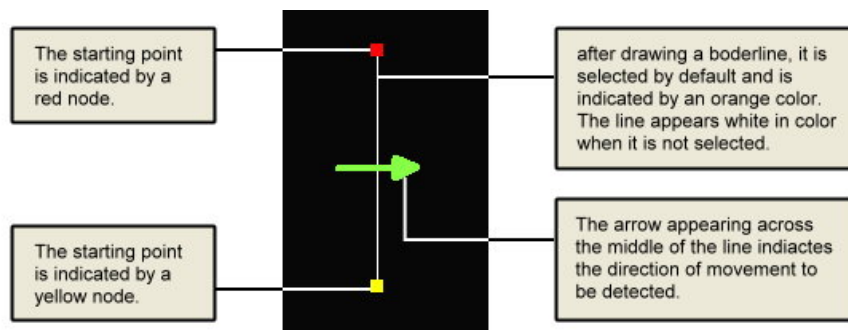 The starting point
is indicated by a
red node.
after drawing a boderline, it is
selected by default and is
indicated by an orange color.
The line appears white in color
when it is not selected.
The starting point
is indicated by a
yellow node.
The arrow appearing across
the middle of the line indiactes
the direction of movement to
be detected.